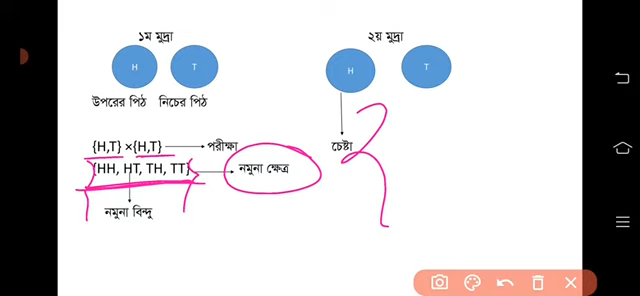 ১ম মুদ্রা
২য় মুদ্রা
H
T
H
T
উপরের পিঠ
নিচের পিঠ
{H,T} ×{H,T}
পরীক্ষা
চেষ্টা
{HH, HT, TH, TT}
নমুনা ক্ষেত্র
নমুনা বিন্দু